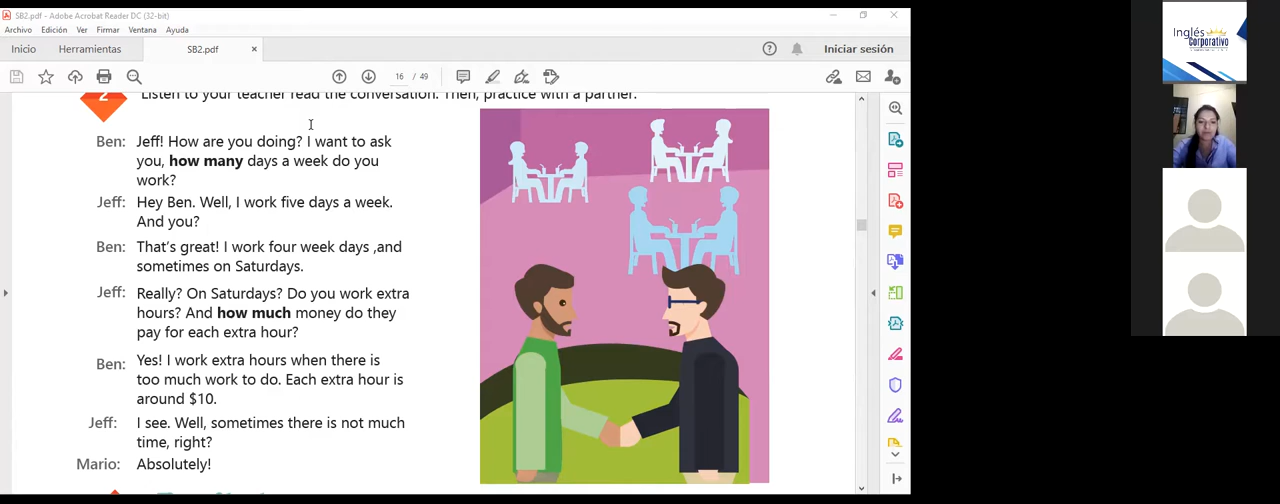 SB2.pdf - Adobe Acrobat Reader DC (32-bit)
Archivo Edición Ver Firmar Ventana Ayuda
Inicio Herramientas SB2.pdf × Iniciar sesión
16 / 49
2 Listen to your teacher read the conversation. Then, practice with a partner.
Ben: Jeff! How are you doing? I want to ask
you, how many days a week do you
work?
Jeff: Hey Ben. Well, I work five days a week.
And you?
Ben: That's great! I work four week days ,and
sometimes on Saturdays.
Jeff: Really? On Saturdays? Do you work extra
hours? And how much money do they
pay for each extra hour?
Ben: Yes! I work extra hours when there is
too much work to do. Each extra hour is
around $10.
Jeff: I see. Well, sometimes there is not much
time, right?
Mario: Absolutely!
Inglés
Corporativo